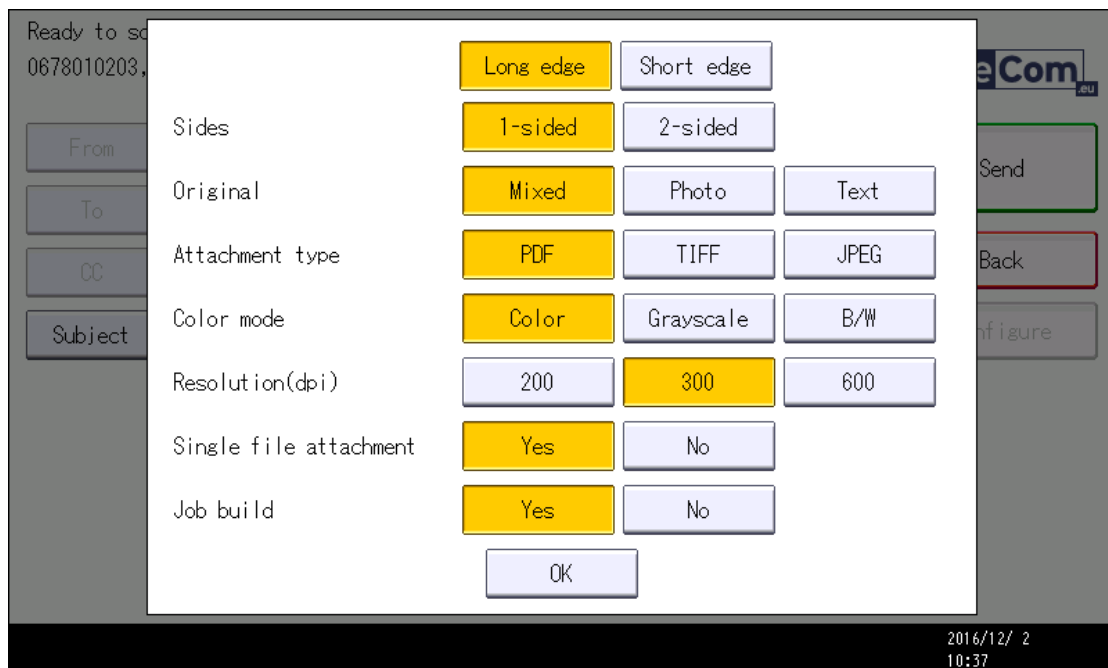 Ready to sc
0678010203,
Long edge Short edge
eCom.eu
Sides 1-sided 2-sided
From
Original Mixed Photo Text
Send
To
Attachment type PDF TIFF JPEG
CC
Back
Color mode Color Grayscale B/W
Subject
nfigure
Resolution(dpi) 200 300 600
Single file attachment Yes No
Job build Yes No
OK
2016/12/ 2
10:37